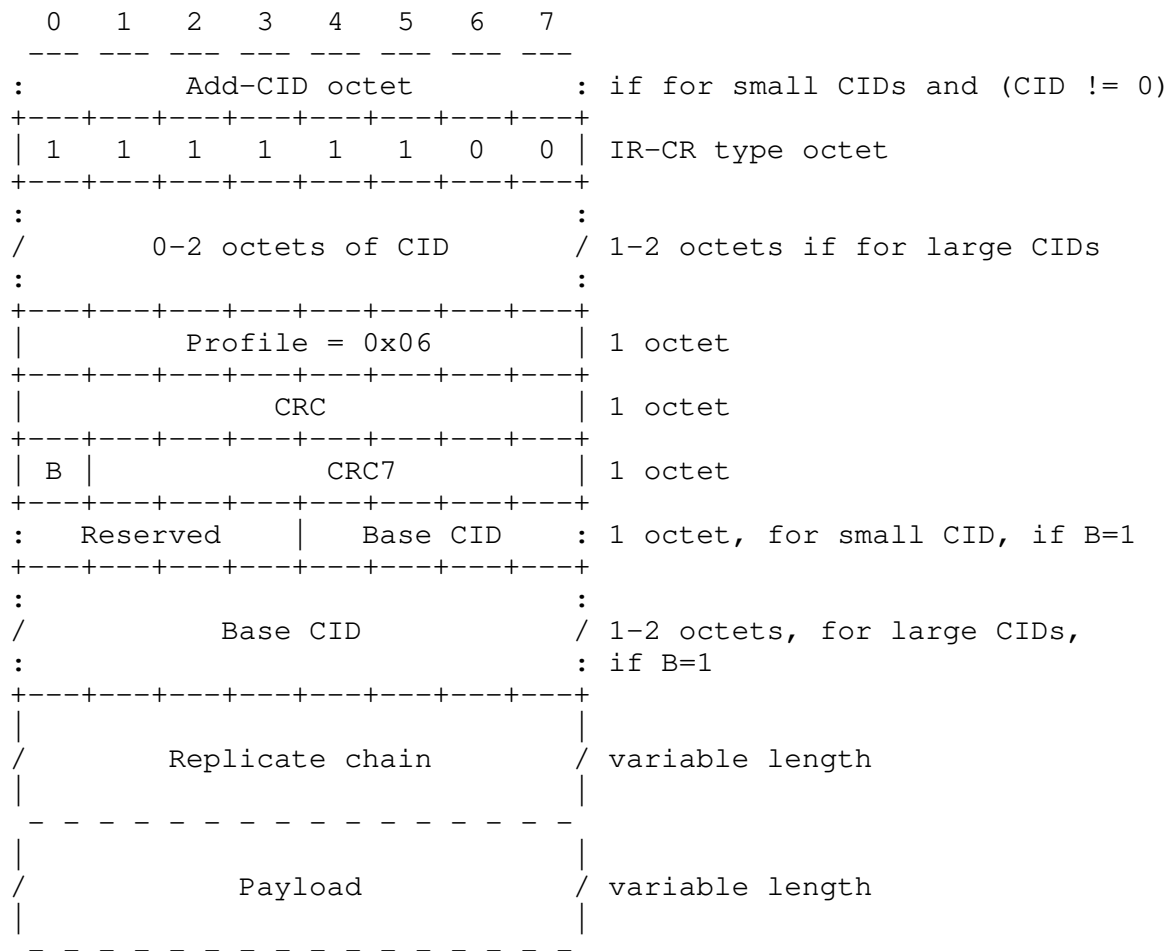 0   1   2   3   4   5   6   7
 --- --- --- --- --- --- --- ---
:         Add-CID octet         : if for small CIDs and (CID != 0)
+---+---+---+---+---+---+---+---+
| 1   1   1   1   1   1   0   0 | IR-CR type octet
+---+---+---+---+---+---+---+---+
:                               :
/       0-2 octets of CID       / 1-2 octets if for large CIDs
:                               :
+---+---+---+---+---+---+---+---+
|         Profile = 0x06        | 1 octet
+---+---+---+---+---+---+---+---+
|              CRC              | 1 octet
+---+---+---+---+---+---+---+---+
| B |             CRC7          | 1 octet
+---+---+---+---+---+---+---+---+
:   Reserved    |   Base CID    : 1 octet, for small CID, if B=1
+---+---+---+---+---+---+---+---+
:                               :
/           Base CID            / 1-2 octets, for large CIDs,
:                               : if B=1
+---+---+---+---+---+---+---+---+
|                               |
/        Replicate chain        / variable length
|                               |
 - - - - - - - - - - - - - - - -
|                               |
/            Payload            / variable length
|                               |
 - - - - - - - - - - - - - - - -